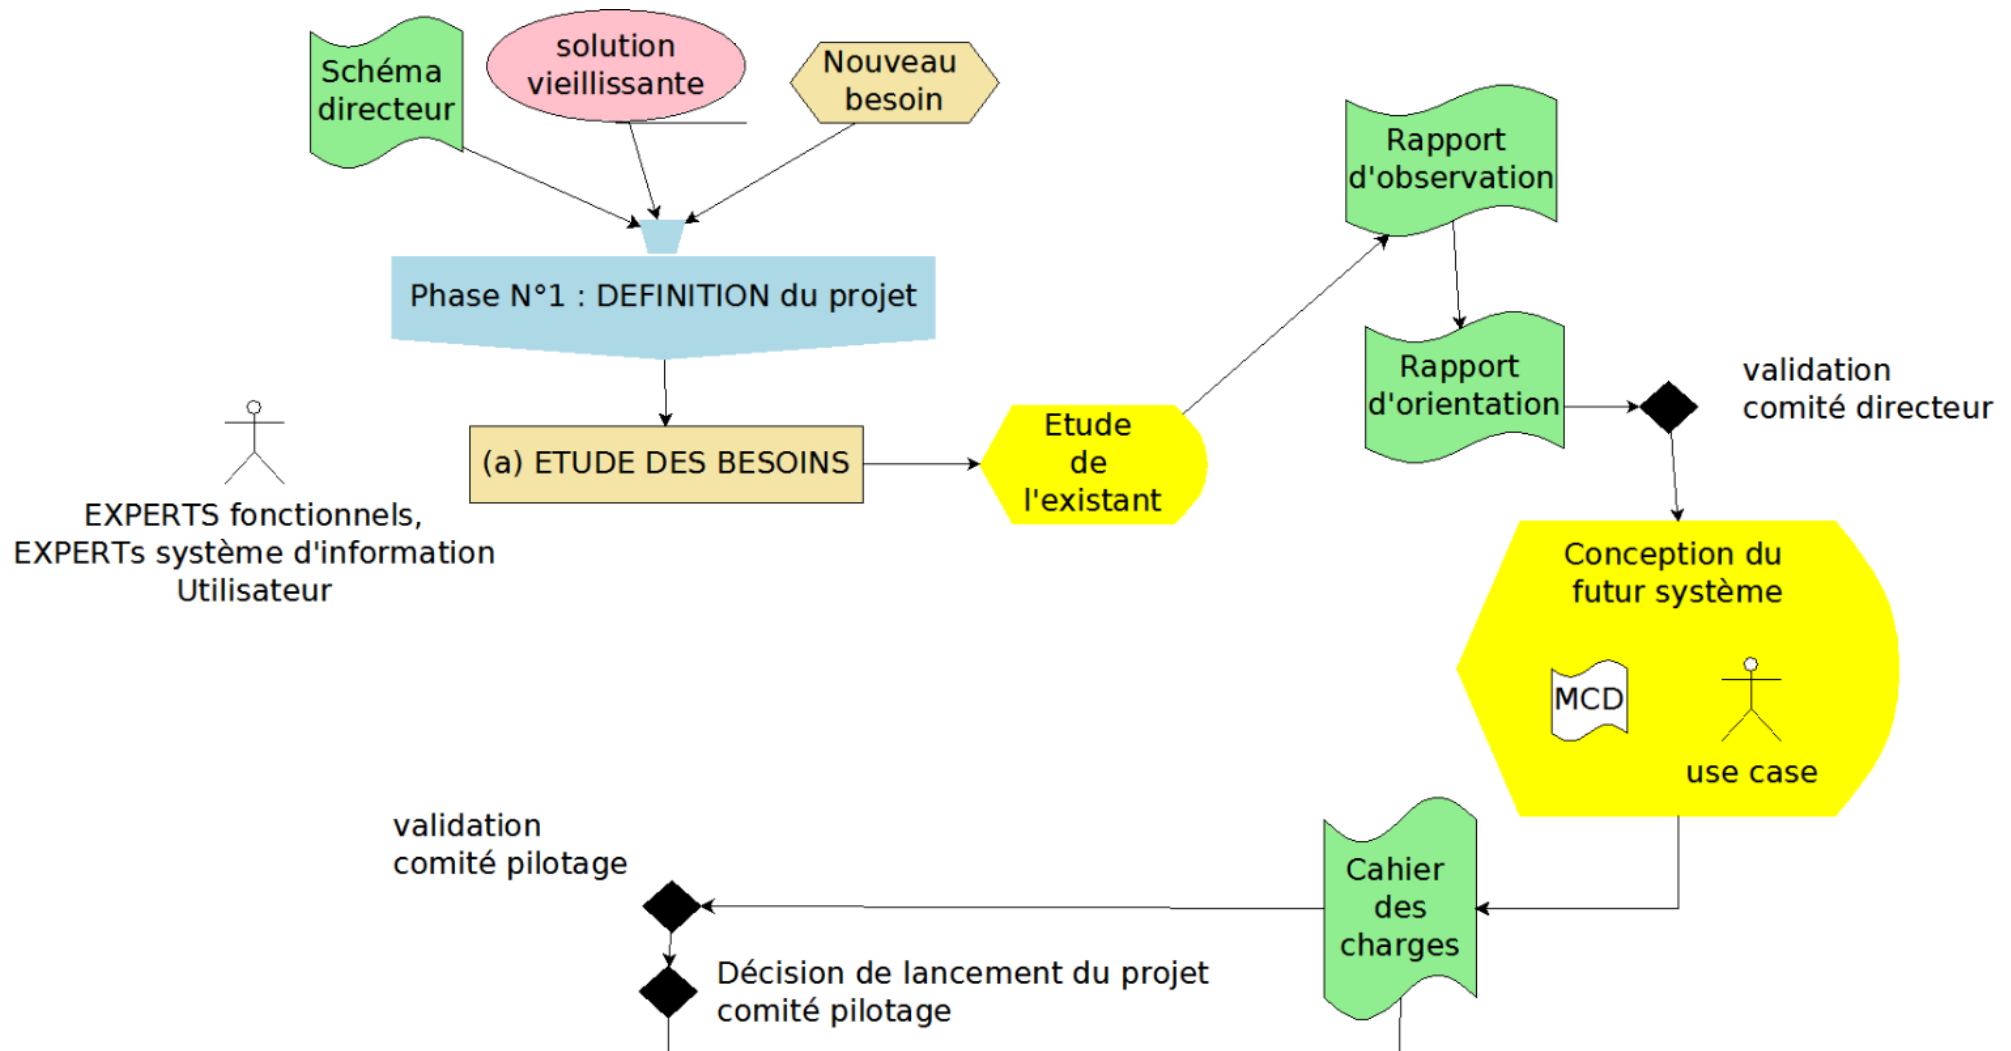 Schéma
directeur
solution
vieillissante
Nouveau
besoin
Phase N°1 : DEFINITION du projet
Rapport
d'observation
Rapport
d'orientation
validation
comité directeur
(a) ETUDE DES BESOINS
Etude
de
l'existant
EXPERTS fonctionnels,
EXPERTs système d'information
Utilisateur
Conception du
futur système
MCD
use case
Cahier
des
charges
validation
comité pilotage
Décision de lancement du projet
comité pilotage